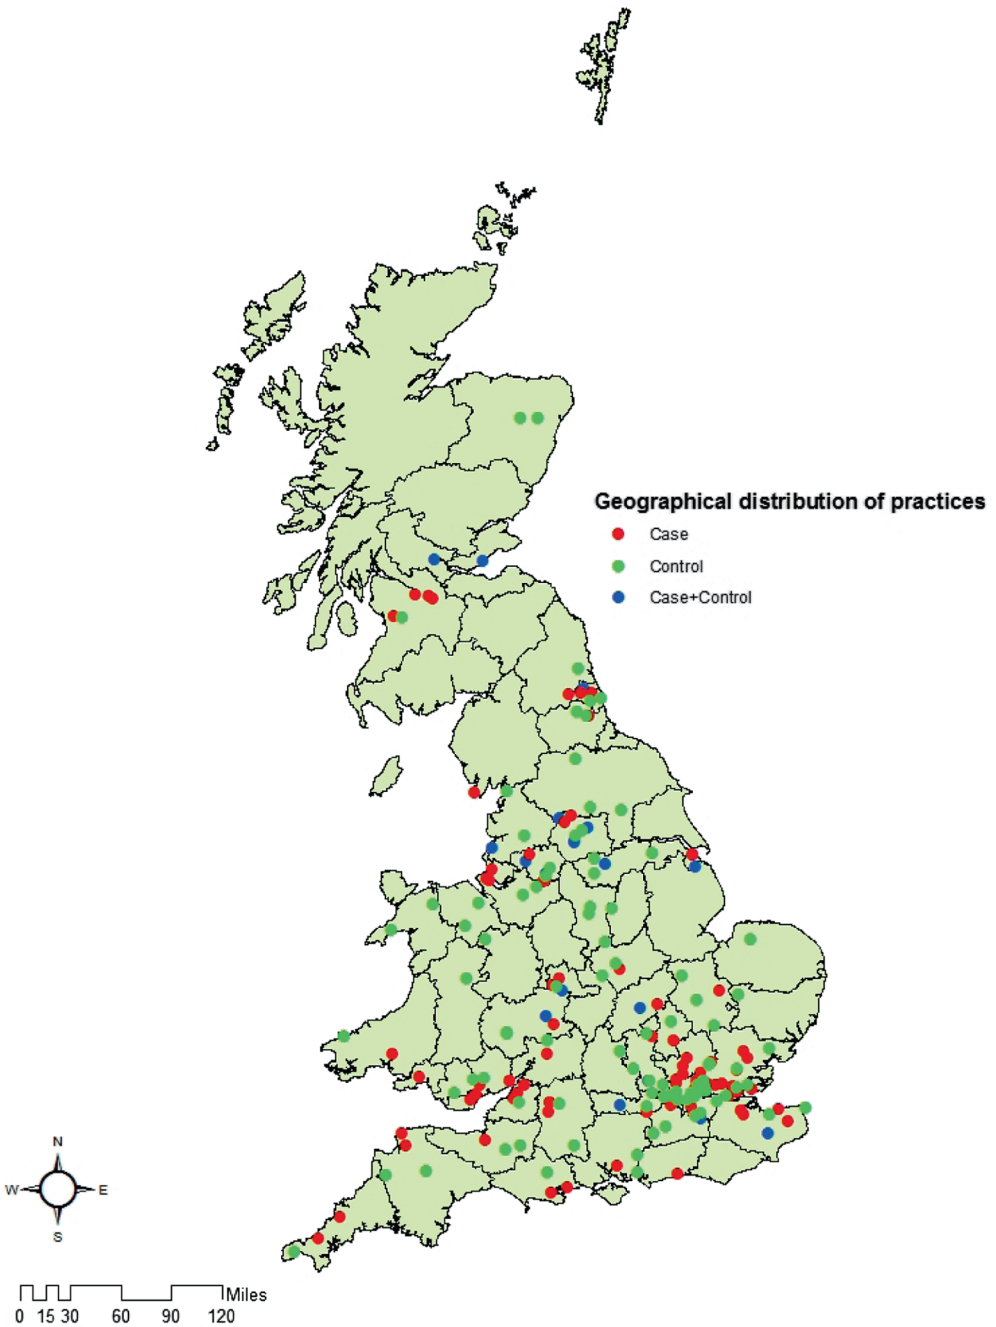 Geographical distribution of practices
Case
Control
Case+Control
N
W E
S
Miles
0 15 30 60 90 120